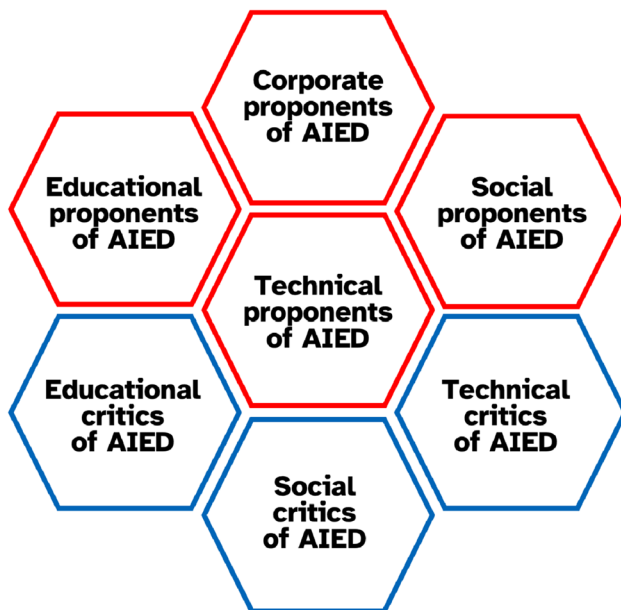 Corporate
proponents
of AIED
Educational
proponents
of AIED
Social
proponents
of AIED
Technical
proponents
of AIED
Educational
critics
of AIED
Technical
critics
of AIED
Social
critics
of AIED